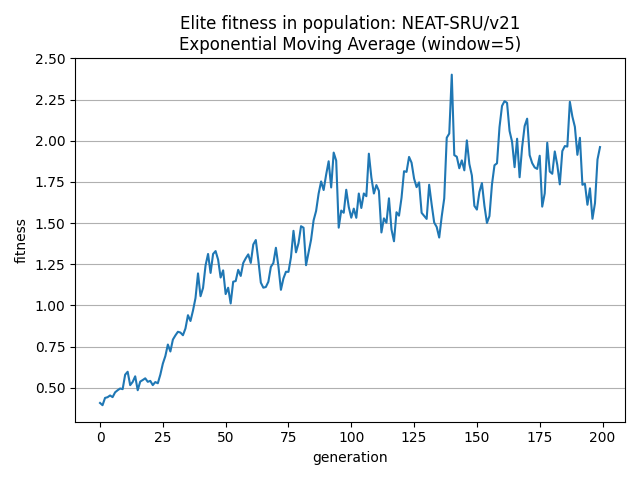 Elite fitness in population: NEAT-SRU/v21
Exponential Moving Average (window=5)
2.50
2.25
2.00
1.75
1.50
1.25
1.00
0.75
0.50
fitness
0 25 50 75 100 125 150 175 200
generation